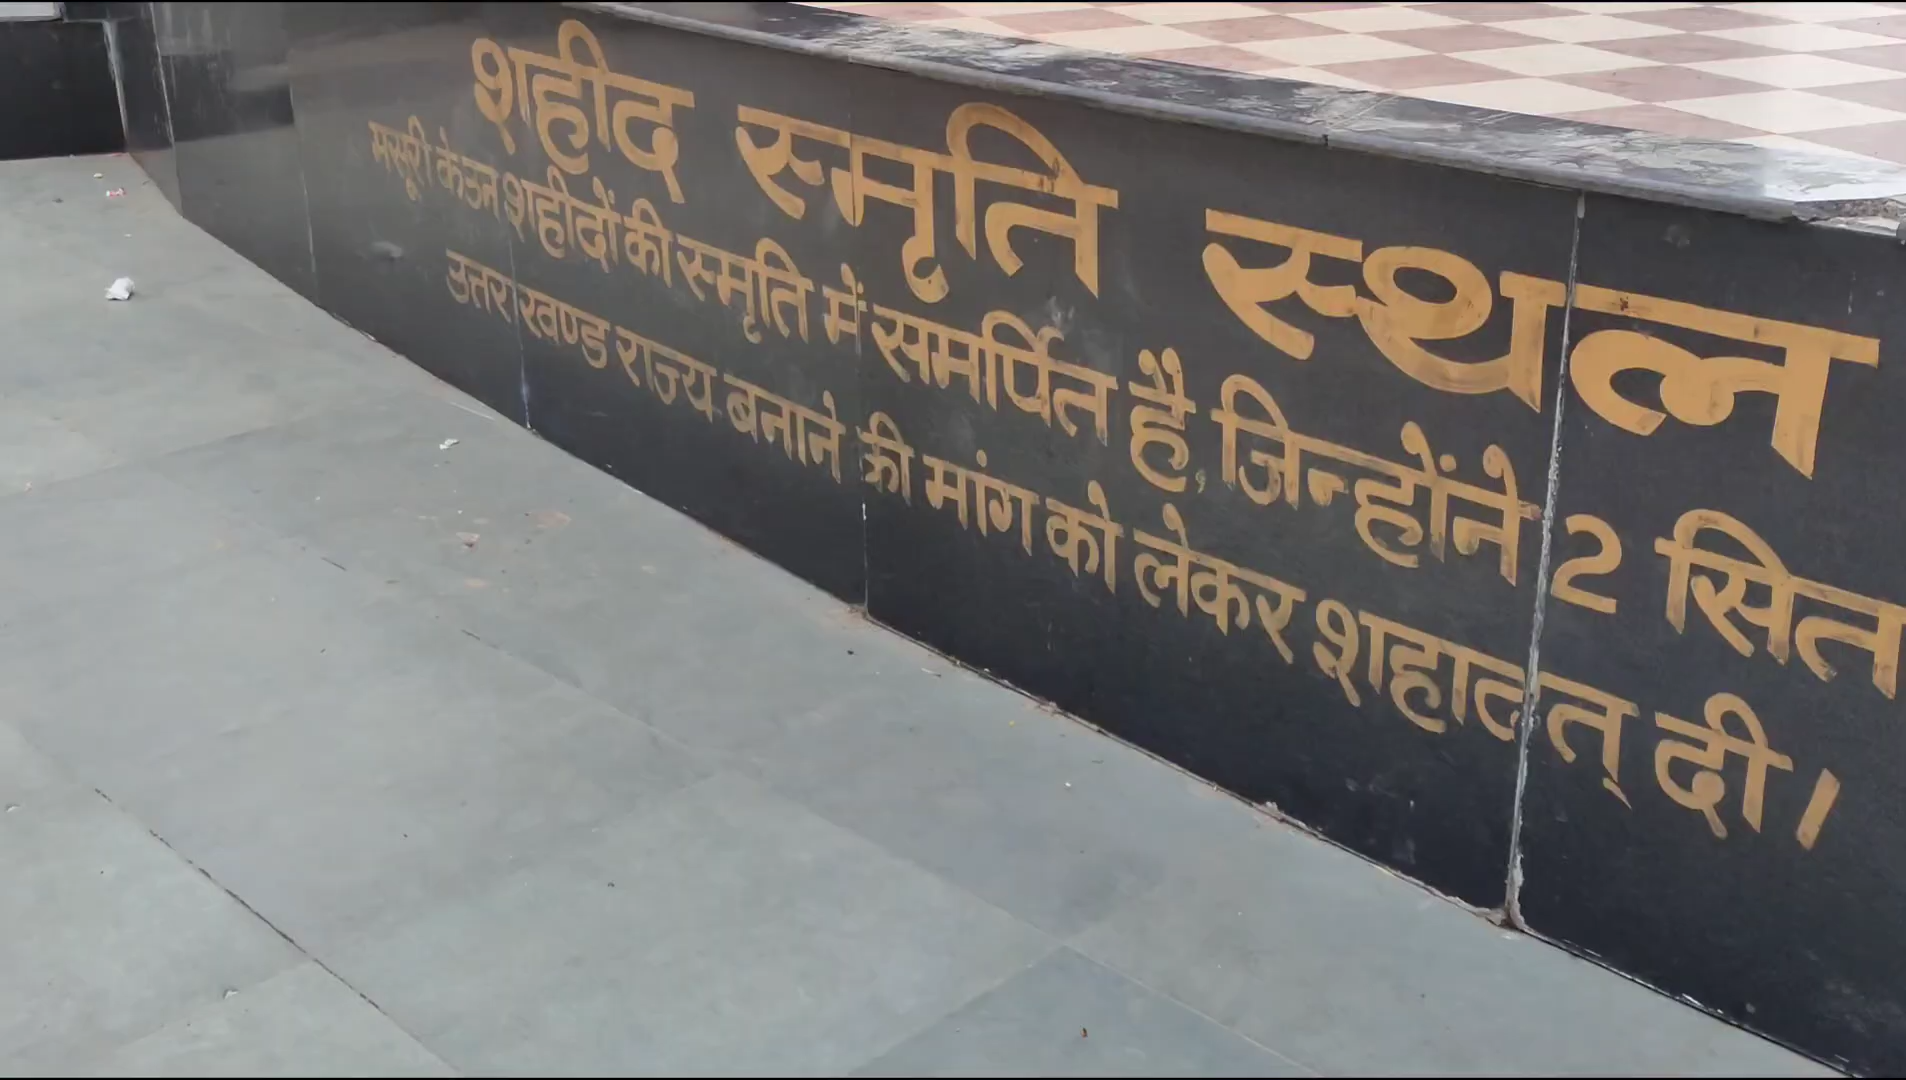 शहीद स्मृति स्थल
मसूरी के उन शहीदों की स्मृति में समर्पित है, जिन्होंने 2 सित
उत्तराखण्ड राज्य बनाने की मांग को लेकर शहादत् दी।